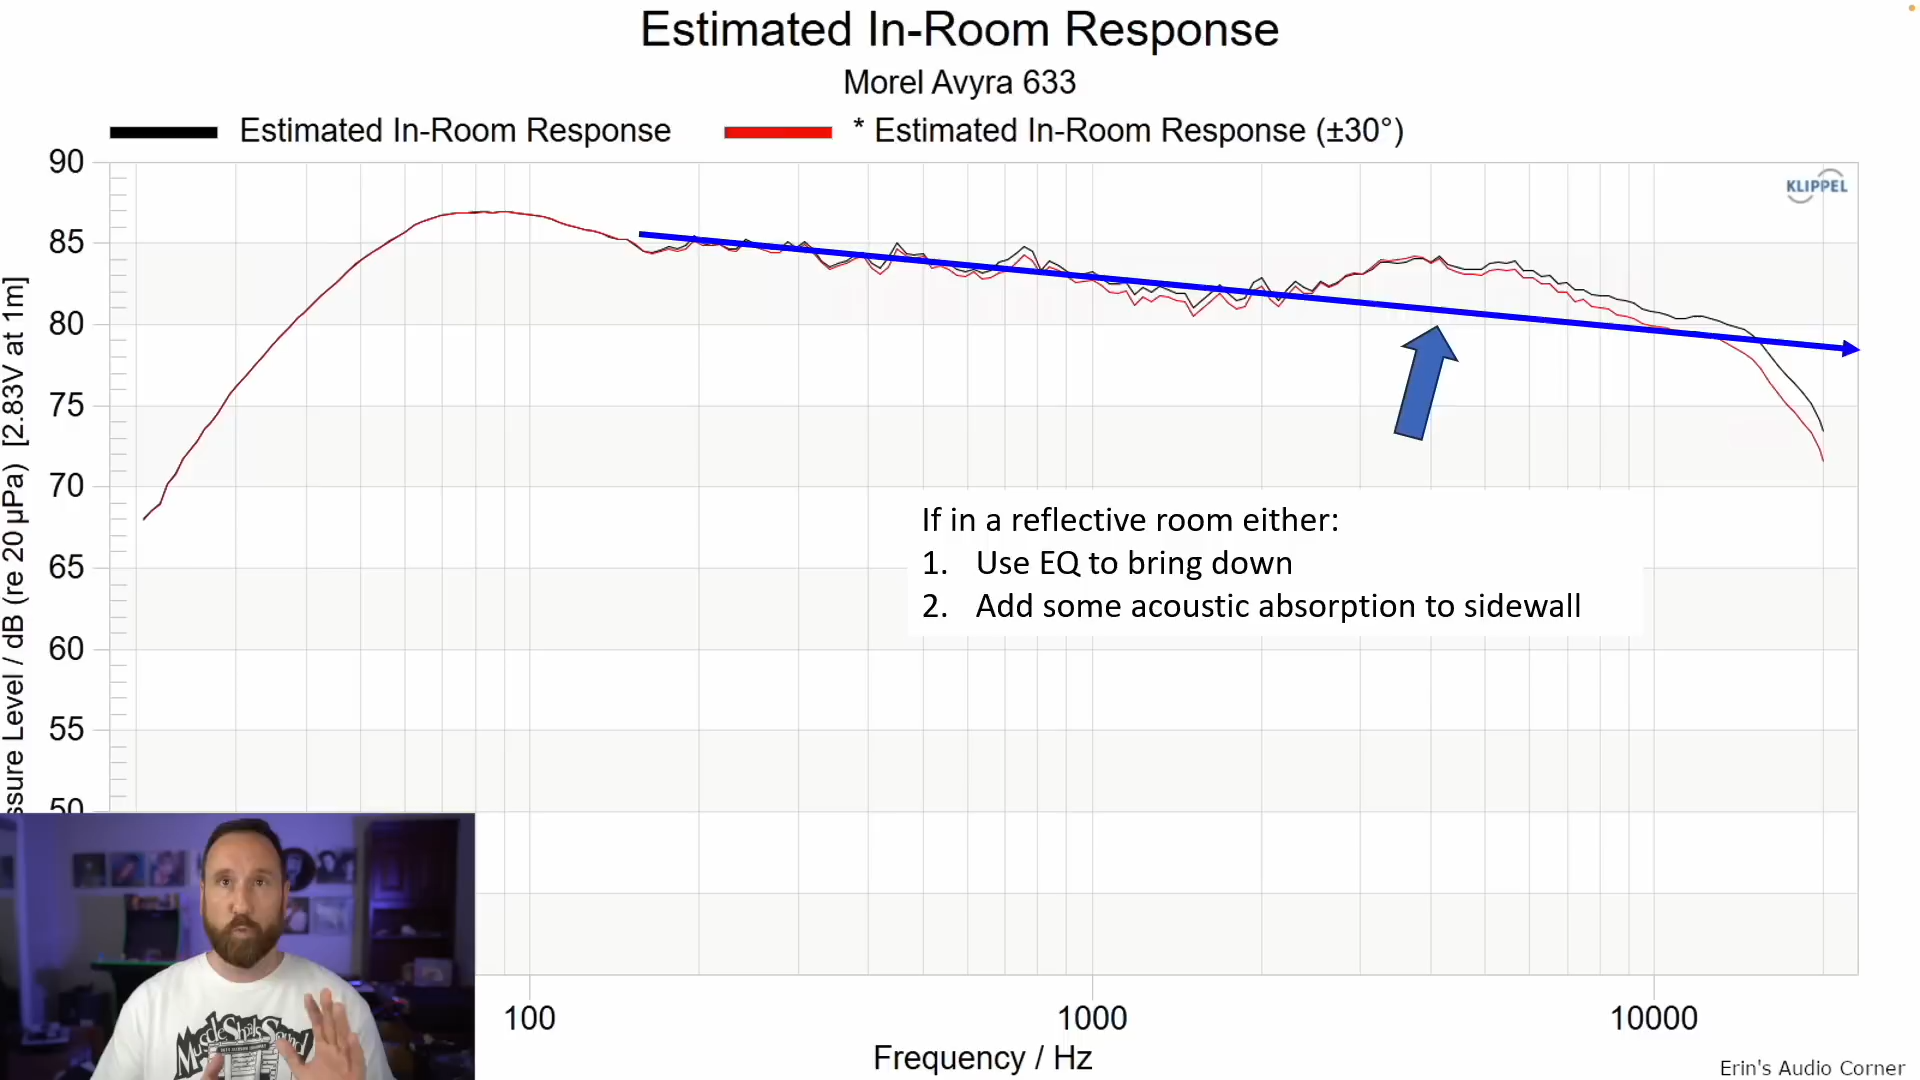 Estimated In-Room Response
Morel Avyra 633
Estimated In-Room Response
* Estimated In-Room Response (±30°)
KLIPPEL
90
85
80
75
70
65
60
55
50
ssure Level / dB (re 20 µPa) [2.83V at 1m]
If in a reflective room either:
1. Use EQ to bring down
2. Add some acoustic absorption to sidewall
100
1000
10000
Frequency / Hz
MuscleShoalsSound
Erin's Audio Corner